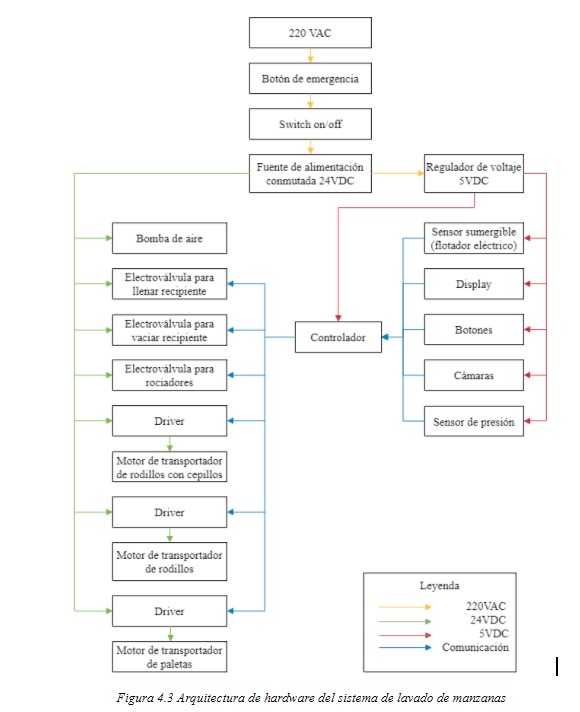 220 VAC
Botón de emergencia
Switch on/off
Fuente de alimentación
conmutada 24VDC
Regulador de voltaje
5VDC
Bomba de aire
Electroválvula para
llenar recipiente
Electroválvula para
vaciar recipiente
Electroválvula para
rociadores
Driver
Motor de transportador
de rodillos con cepillos
Driver
Motor de transportador
de rodillos
Driver
Motor de transportador
de paletas
Controlador
Sensor sumergible
(flotador eléctrico)
Display
Botones
Cámaras
Sensor de presión
Leyenda
220VAC
24VDC
5VDC
Comunicación
Figura 4.3 Arquitectura de hardware del sistema de lavado de manzanas